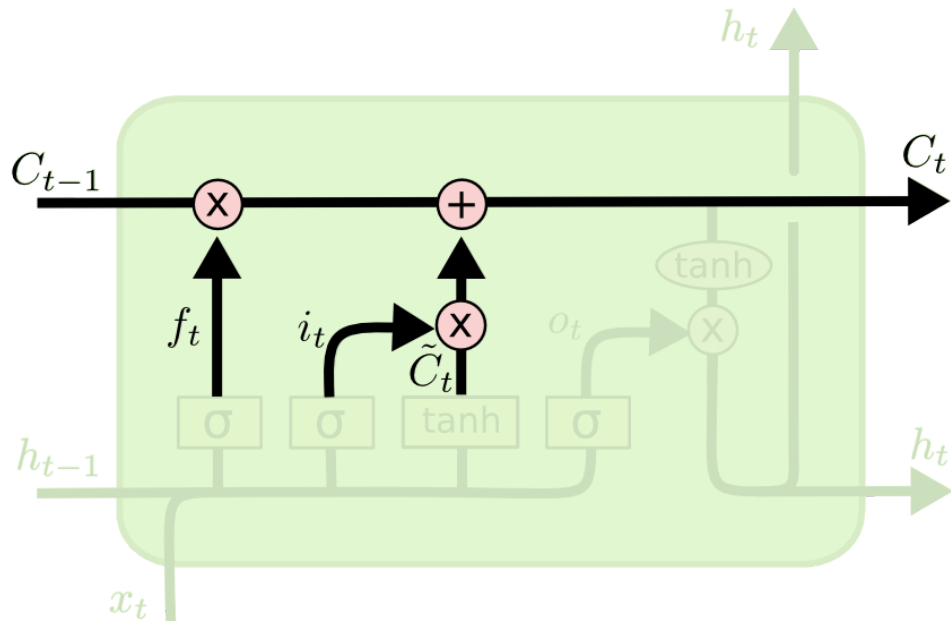 h_t
C_{t-1}
C_t
x
+
tanh
f_t
i_t
x
o_t
x
C̃_t
σ
σ
tanh
σ
h_{t-1}
h_t
x_t